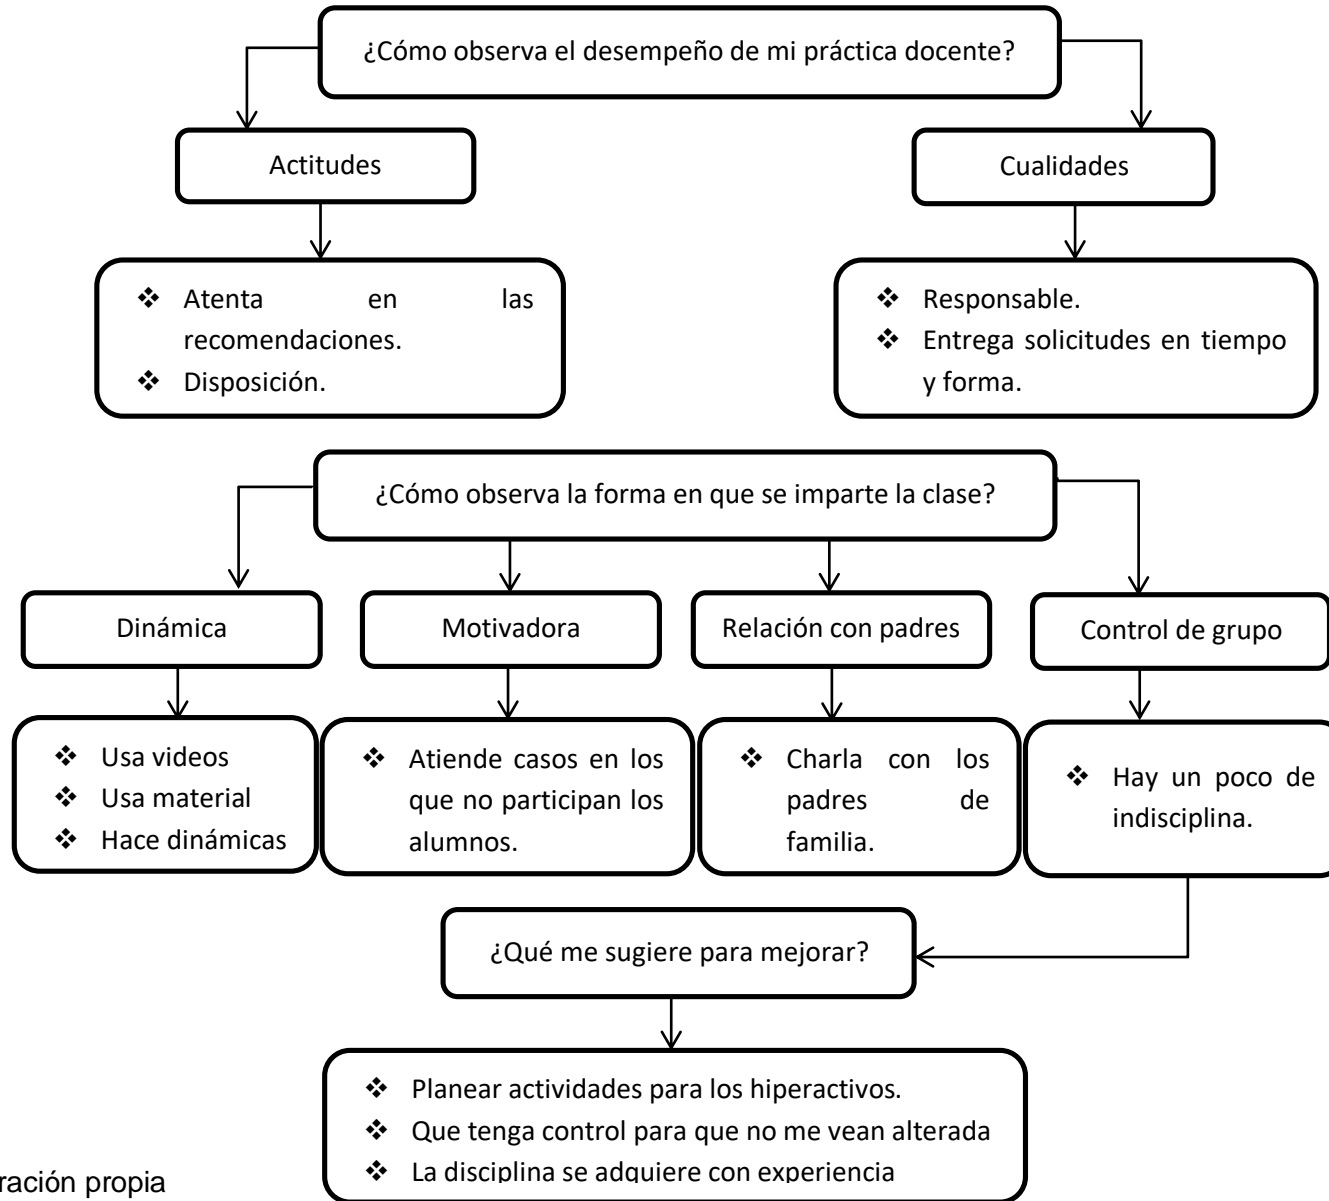 ¿Cómo observa el desempeño de mi práctica docente?
Actitudes
Cualidades
❖ Atenta en las
recomendaciones.
❖ Disposición.
❖ Responsable.
❖ Entrega solicitudes en tiempo
y forma.
¿Cómo observa la forma en que se imparte la clase?
Dinámica
Motivadora
Relación con padres
Control de grupo
❖ Usa videos
❖ Usa material
❖ Hace dinámicas
❖ Atiende casos en los
que no participan los
alumnos.
❖ Charla con los
padres de
familia.
❖ Hay un poco de
indisciplina.
¿Qué me sugiere para mejorar?
❖ Planear actividades para los hiperactivos.
❖ Que tenga control para que no me vean alterada
❖ La disciplina se adquiere con experiencia
ración propia